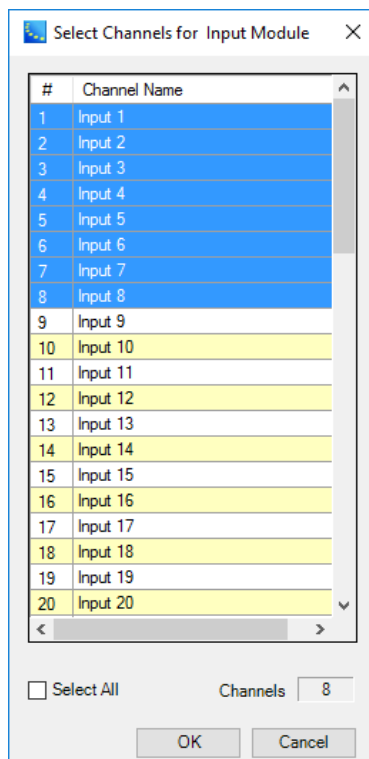 Select Channels for Input Module
# Channel Name
1 Input 1
2 Input 2
3 Input 3
4 Input 4
5 Input 5
6 Input 6
7 Input 7
8 Input 8
9 Input 9
10 Input 10
11 Input 11
12 Input 12
13 Input 13
14 Input 14
15 Input 15
16 Input 16
17 Input 17
18 Input 18
19 Input 19
20 Input 20
Select All Channels 8
OK Cancel